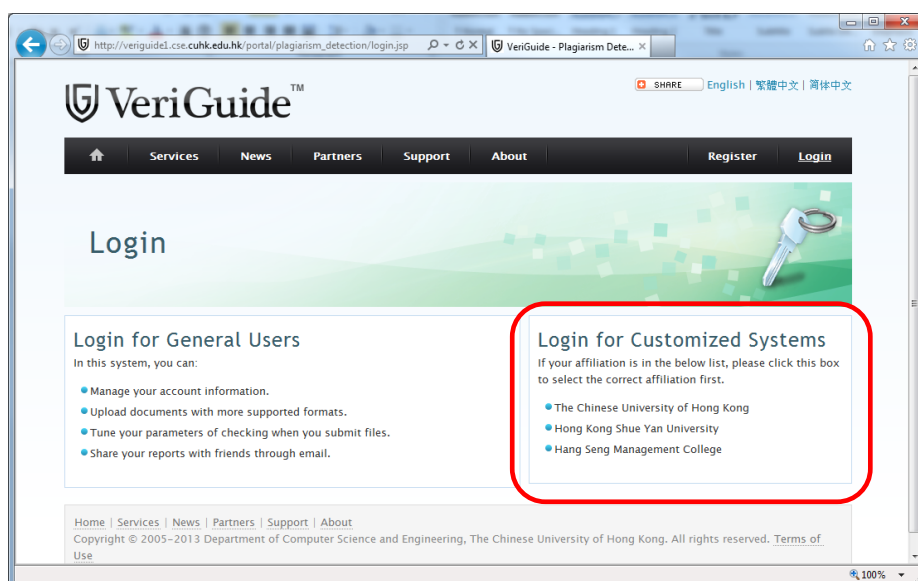 http://veriguide1.cse.cuhk.edu.hk/portal/plagiarism_detection/login.jsp
VeriGuide - Plagiarism Dete...
SHARE English | 繁體中文 | 简体中文
VeriGuide™
Services News Partners Support About Register Login
Login
Login for General Users
In this system, you can:
Manage your account information.
Upload documents with more supported formats.
Tune your parameters of checking when you submit files.
Share your reports with friends through email.
Login for Customized Systems
If your affiliation is in the below list, please click this box
to select the correct affiliation first.
The Chinese University of Hong Kong
Hong Kong Shue Yan University
Hang Seng Management College
Home | Services | News | Partners | Support | About
Copyright © 2005-2013 Department of Computer Science and Engineering, The Chinese University of Hong Kong. All rights reserved. Terms of
Use
100%